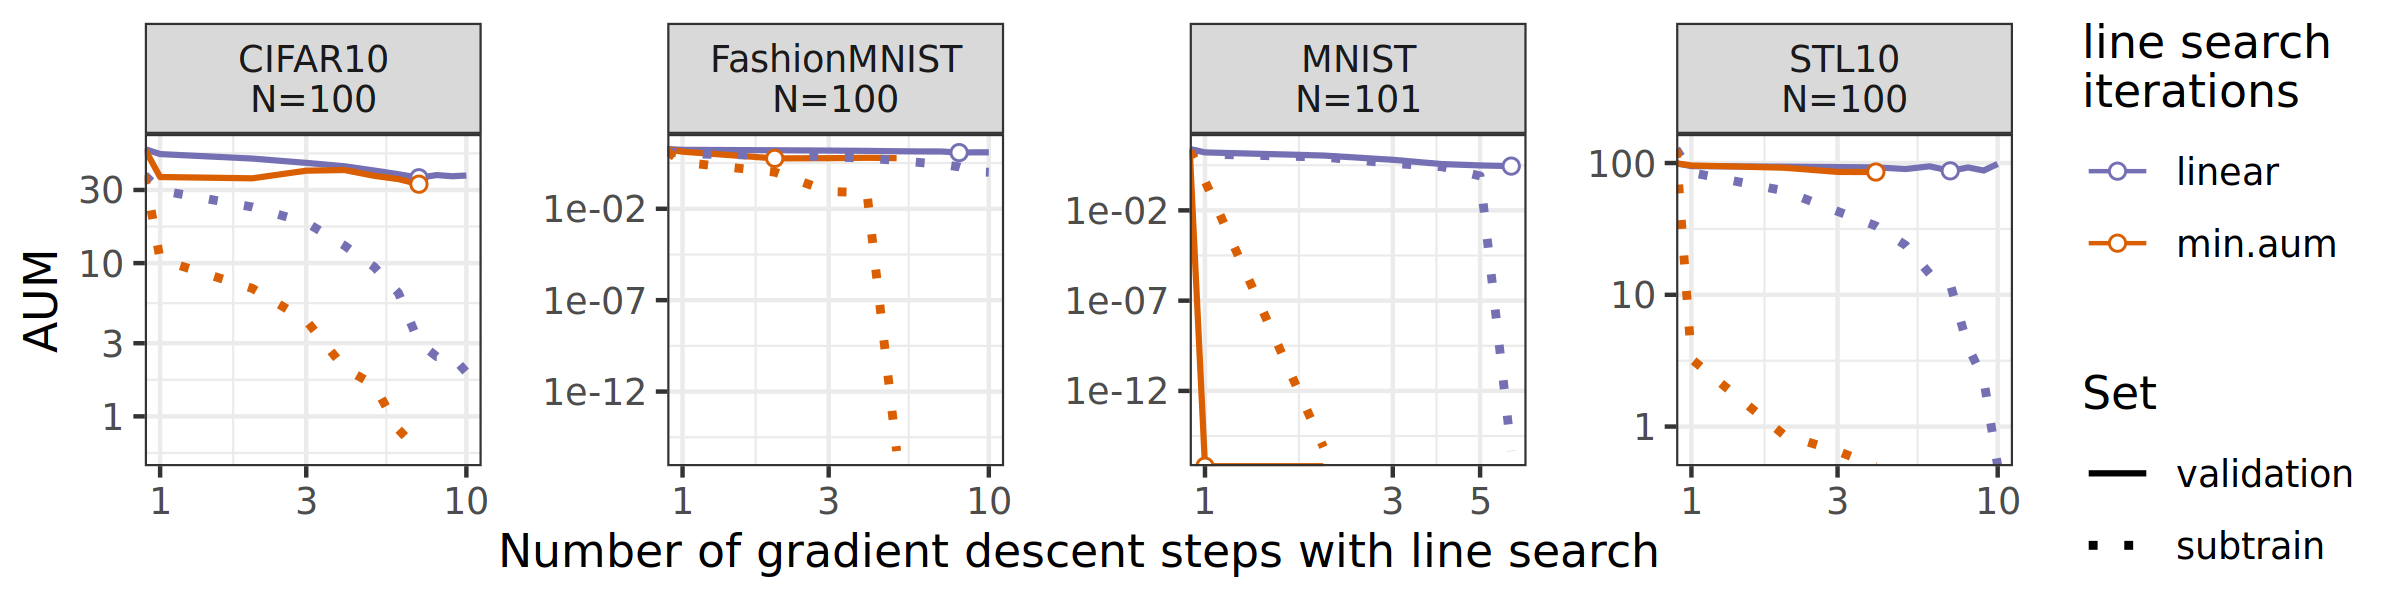 CIFAR10
N=100
FashionMNIST
N=100
MNIST
N=101
STL10
N=100
AUM
30
10
3
1
1
3
10
1e-02
1e-07
1e-12
1
3
10
1e-02
1e-07
1e-12
1
3
5
100
10
1
1
3
10
Number of gradient descent steps with line search
line search
iterations
linear
min.aum
Set
validation
subtrain